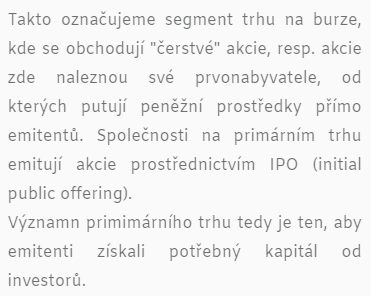 Takto označujeme segment trhu na burze,
kde se obchodují "čerstvé" akcie, resp. akcie
zde naleznou své prvonabyvatele, od
kterých putují peněžní prostředky přímo
emitentů. Společnosti na primárním trhu
emitují akcie prostřednictvím IPO (initial
public offering).
Významn primimárního trhu tedy je ten, aby
emitenti získali potřebný kapitál od
investorů.